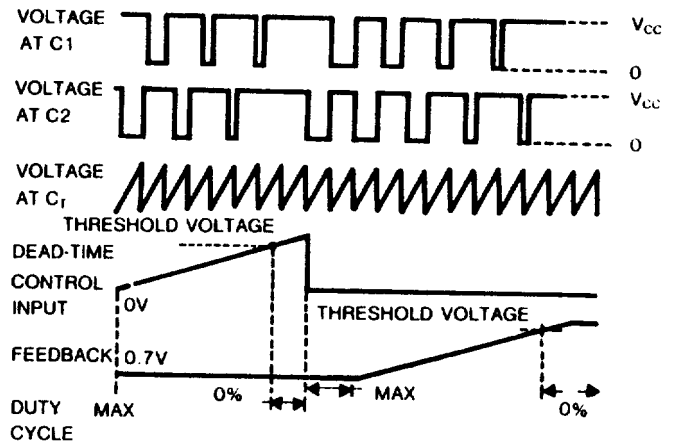 VOLTAGE
AT C1
VCC
0
VOLTAGE
AT C2
VCC
0
VOLTAGE
AT Cr
THRESHOLD VOLTAGE
DEAD-TIME
CONTROL
INPUT
0V
THRESHOLD VOLTAGE
FEEDBACK
0.7V
DUTY
CYCLE
MAX
0%
MAX
0%